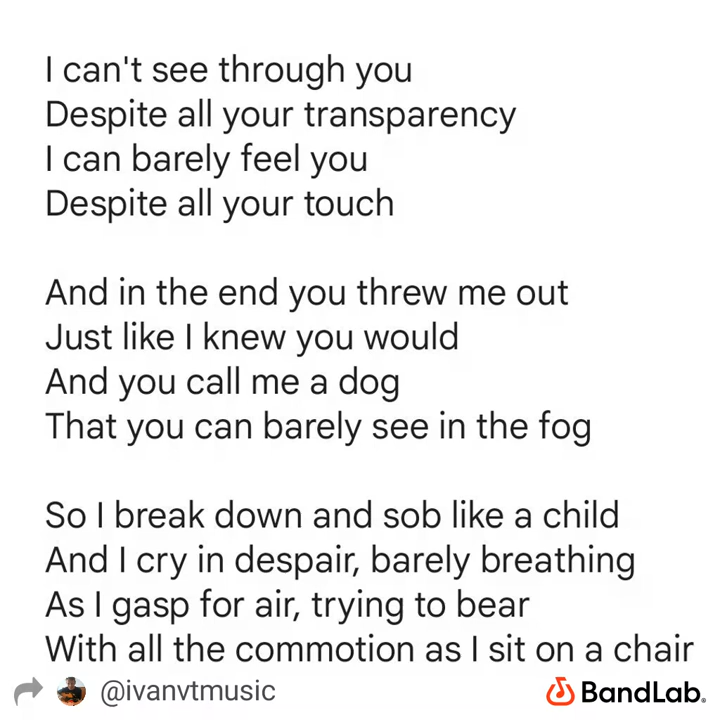 I can't see through you
Despite all your transparency
I can barely feel you
Despite all your touch
And in the end you threw me out
Just like I knew you would
And you call me a dog
That you can barely see in the fog
So I break down and sob like a child
And I cry in despair, barely breathing
As I gasp for air, trying to bear
With all the commotion as I sit on a chair
@ivanvtmusic
BandLab.